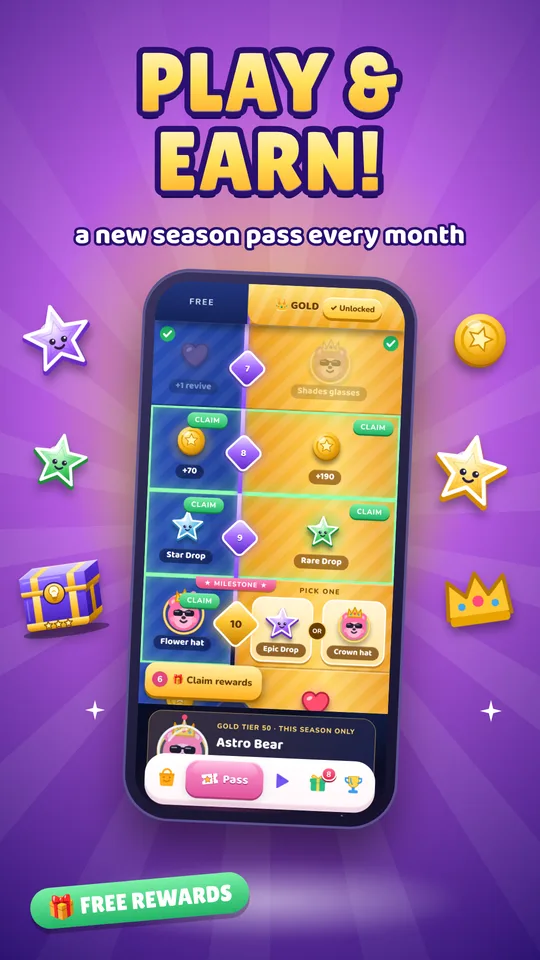 PLAY &
EARN!
a new season pass every month
FREE
GOLD
✓ Unlocked
+1 revive
7
Shades glasses
CLAIM
CLAIM
+70
8
+190
CLAIM
CLAIM
Star Drop
9
Rare Drop
★ MILESTONE ★
PICK ONE
CLAIM
Flower hat
10
Epic Drop
OR
Crown hat
6 Claim rewards
GOLD TIER 50 · THIS SEASON ONLY
Astro Bear
Pass
8
FREE REWARDS